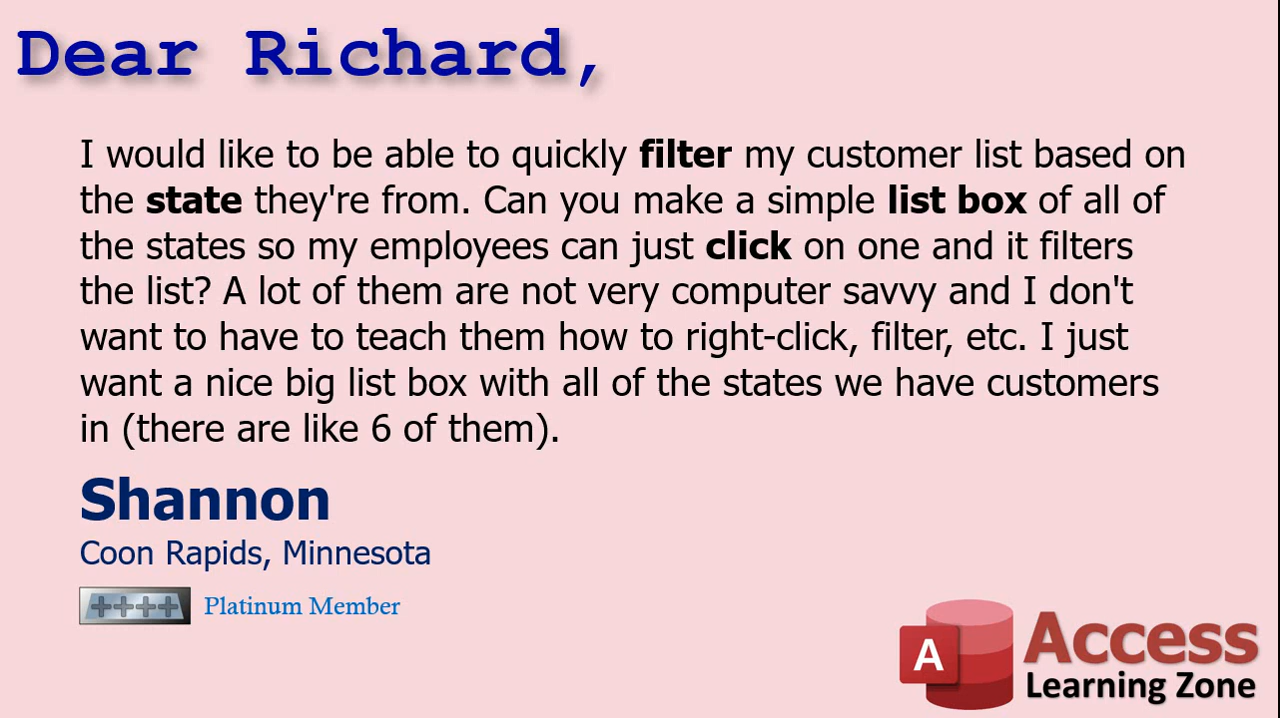 Dear Richard,
I would like to be able to quickly filter my customer list based on
the state they're from. Can you make a simple list box of all of
the states so my employees can just click on one and it filters
the list? A lot of them are not very computer savvy and I don't
want to have to teach them how to right-click, filter, etc. I just
want a nice big list box with all of the states we have customers
in (there are like 6 of them).
Shannon
Coon Rapids, Minnesota
++++ Platinum Member
A Access
Learning Zone